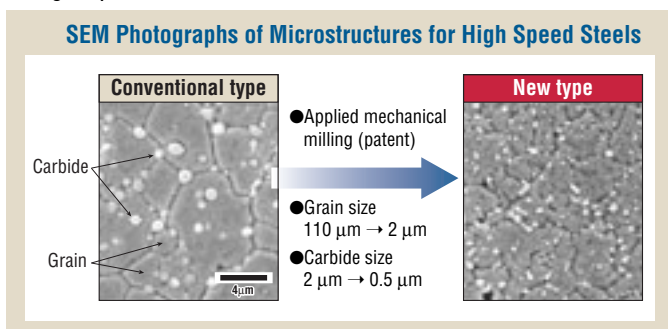 SEM Photographs of Microstructures for High Speed Steels
Conventional type
New type
●Applied mechanical
milling (patent)
Carbide
Grain
●Grain size
110 μm → 2 μm
●Carbide size
2 μm → 0.5 μm
4μm